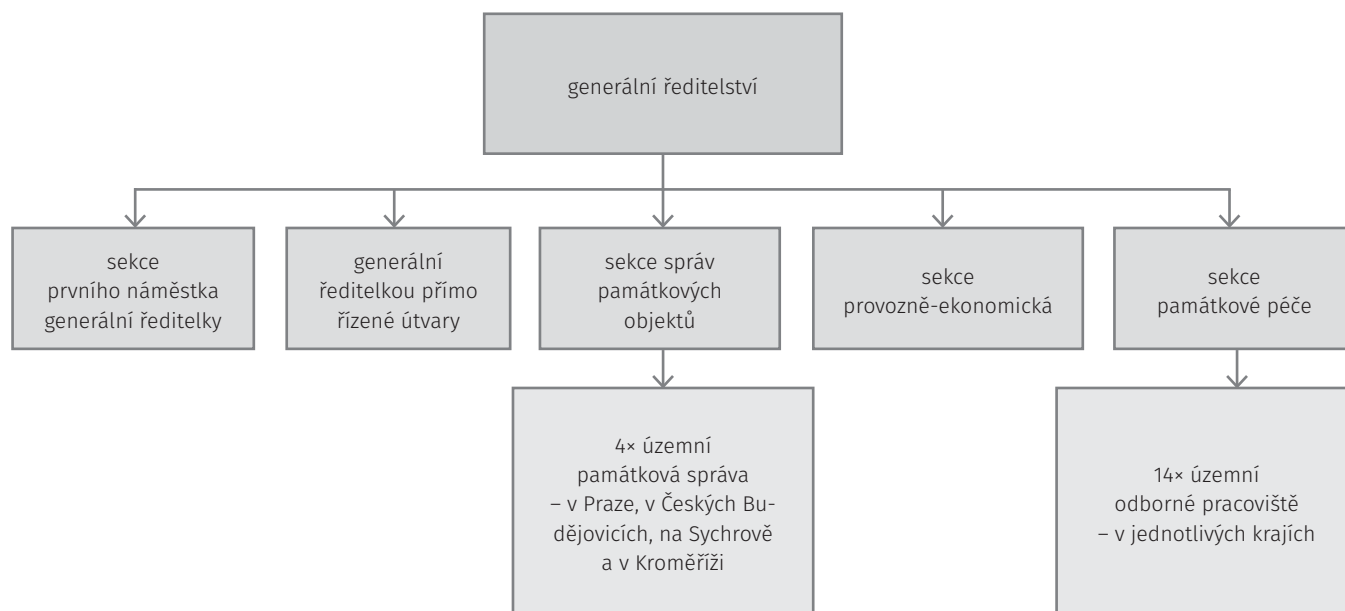 generální ředitelství
sekce
prvního náměstka
generální ředitelky
generální
ředitelkou přímo
řízené útvary
sekce správ
památkových
objektů
sekce
provozně-ekonomická
sekce
památkové péče
4× územní
památková správa
– v Praze, v Českých Bu-
dějovicích, na Sychrově
a v Kroměříži
14× územní
odborné pracoviště
– v jednotlivých krajích